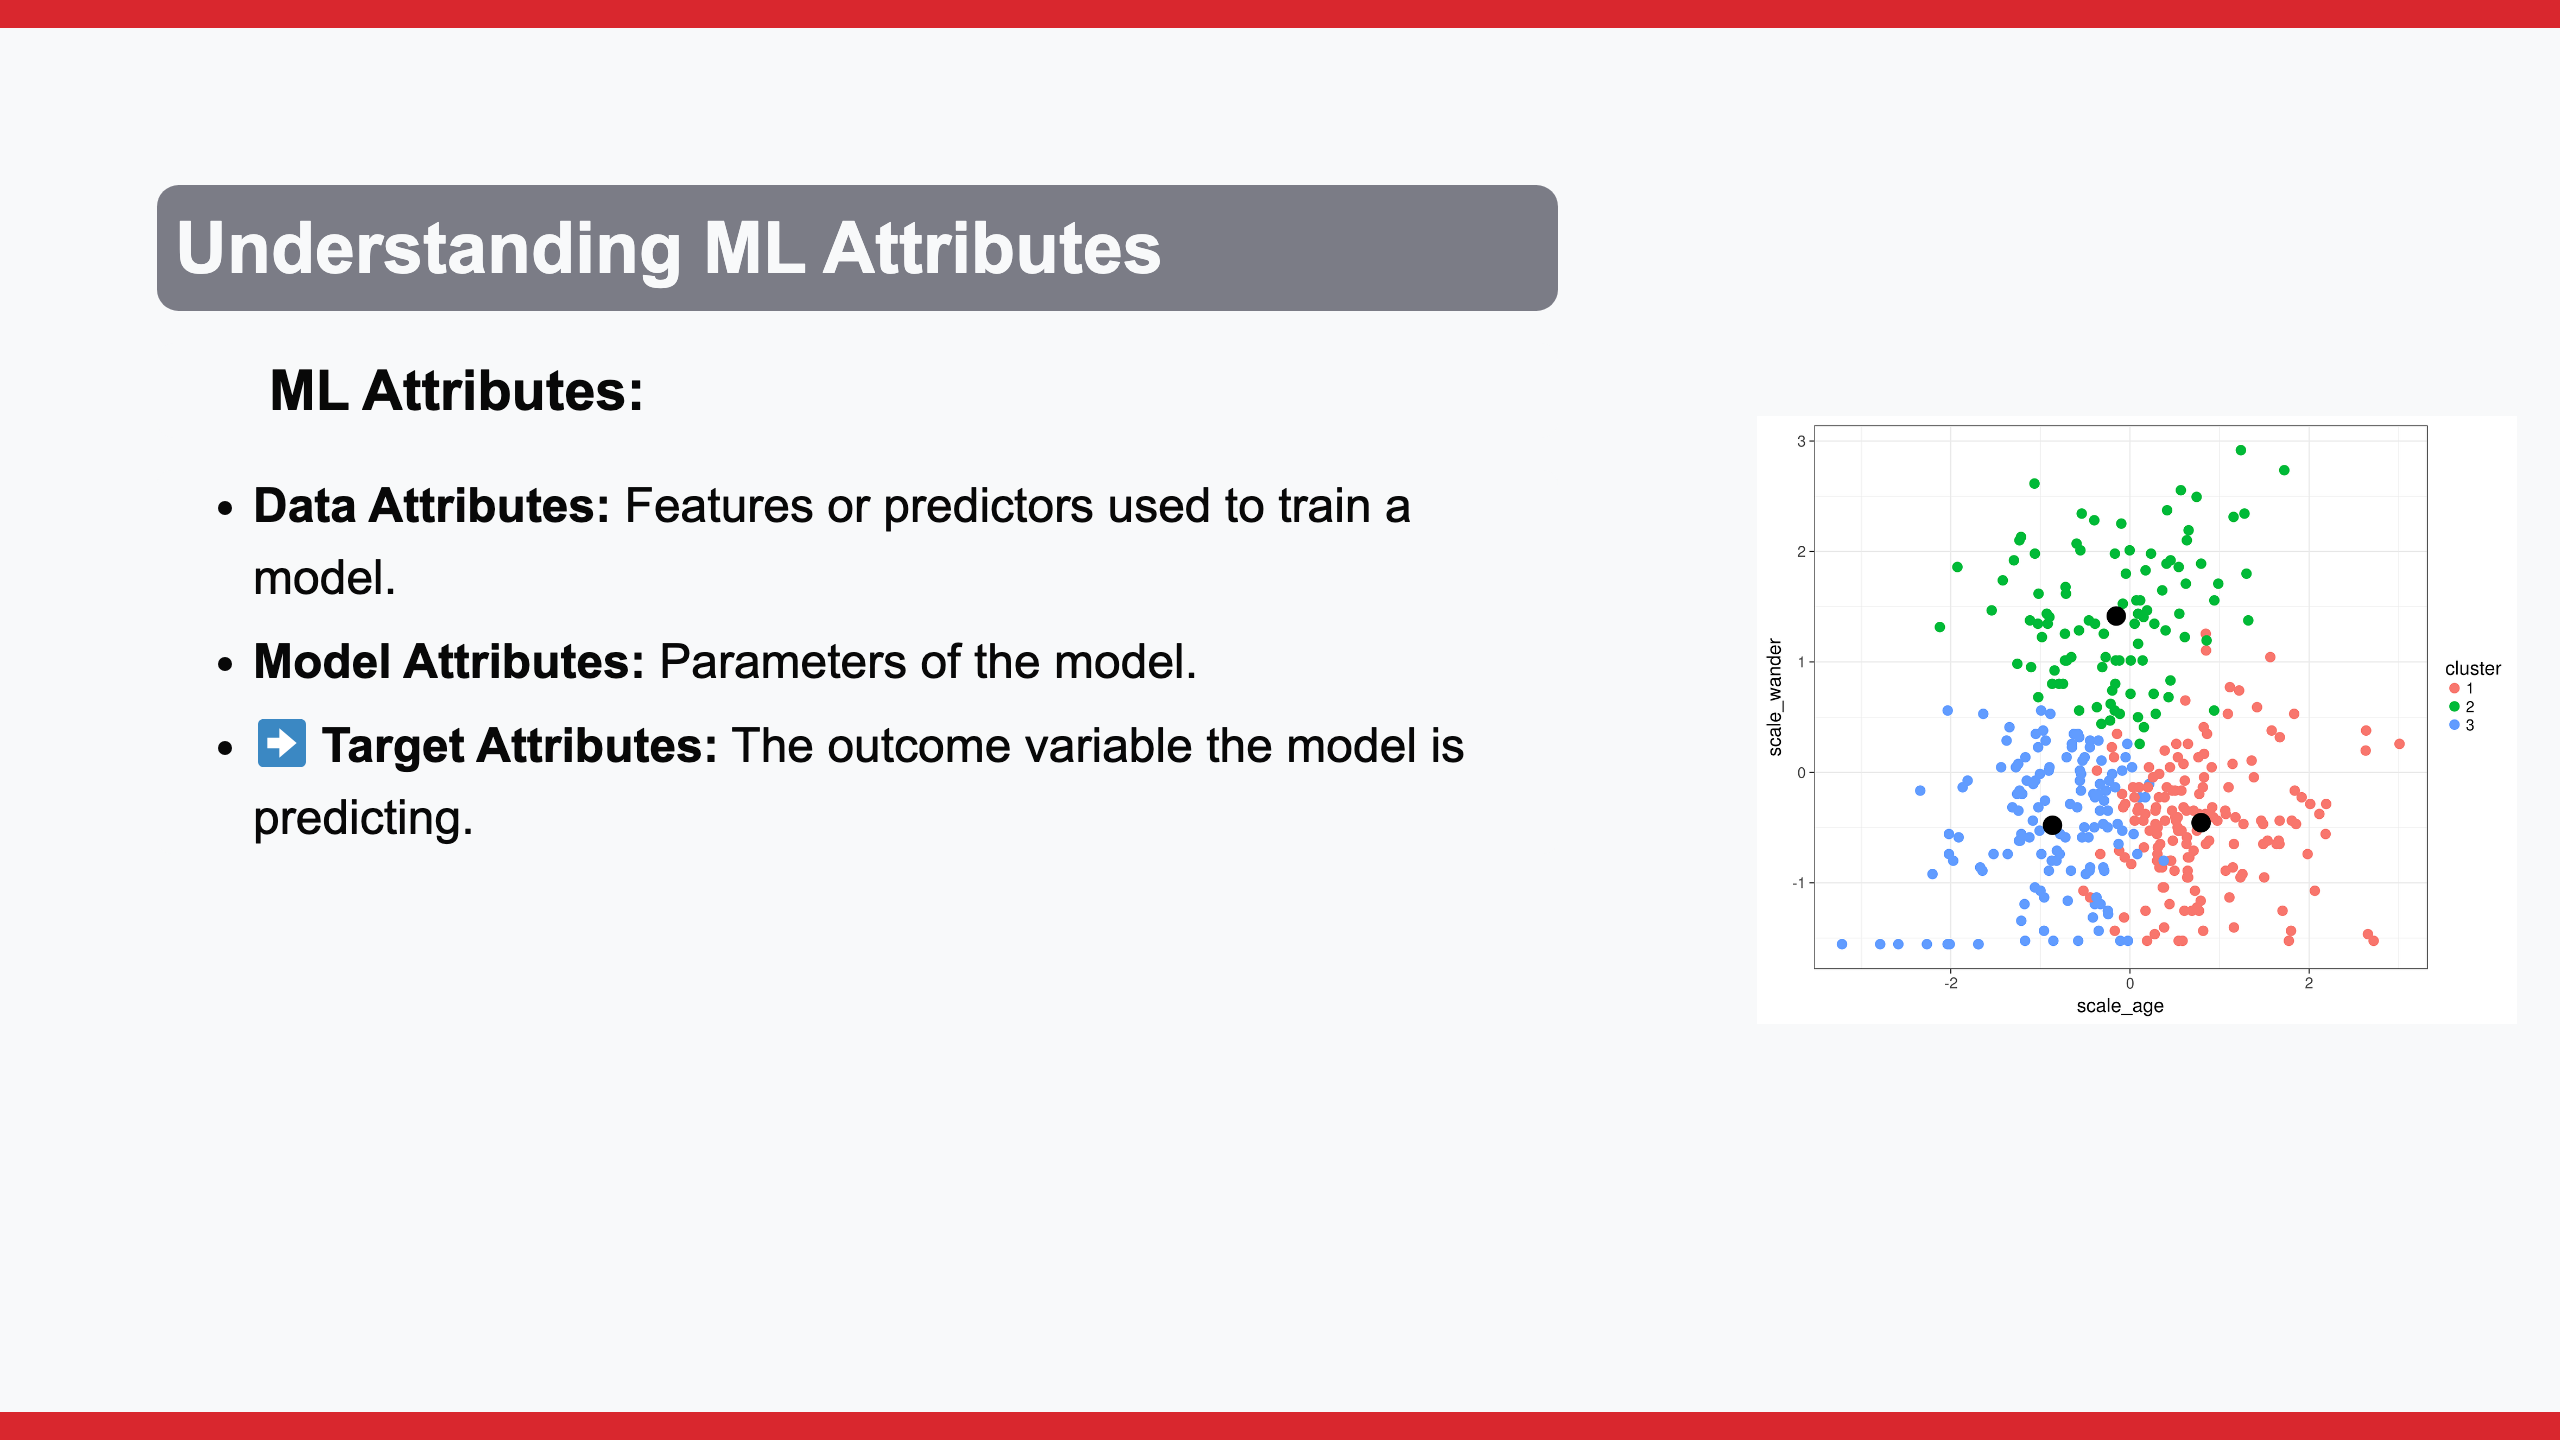 Understanding ML Attributes
ML Attributes:
• Data Attributes: Features or predictors used to train a
model.
• Model Attributes: Parameters of the model.
• ➡️ Target Attributes: The outcome variable the model is
predicting.
3
2
1
0
-1
scale_wander
-2 0 2
scale_age
cluster
1
2
3